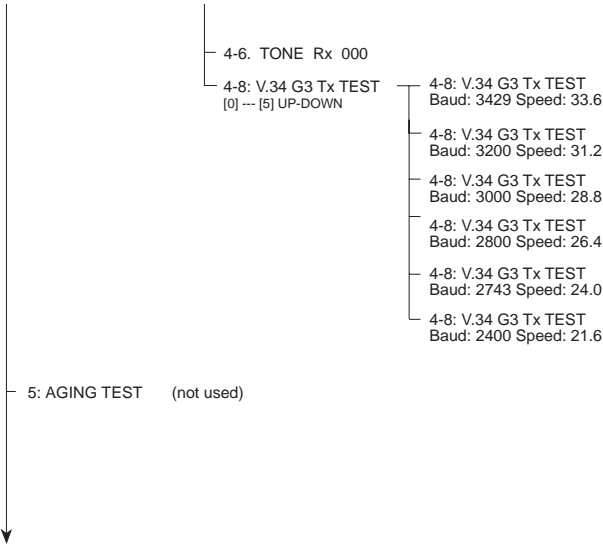 4-6. TONE Rx 000
4-8: V.34 G3 Tx TEST
[0] --- [5] UP-DOWN
4-8: V.34 G3 Tx TEST
Baud: 3429 Speed: 33.6
4-8: V.34 G3 Tx TEST
Baud: 3200 Speed: 31.2
4-8: V.34 G3 Tx TEST
Baud: 3000 Speed: 28.8
4-8: V.34 G3 Tx TEST
Baud: 2800 Speed: 26.4
4-8: V.34 G3 Tx TEST
Baud: 2743 Speed: 24.0
4-8: V.34 G3 Tx TEST
Baud: 2400 Speed: 21.6
5: AGING TEST (not used)